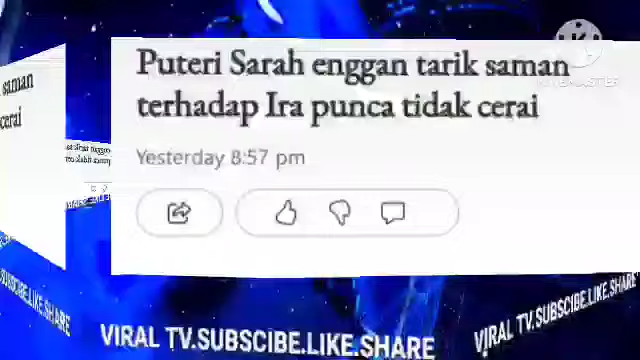 Puteri Sarah enggan tarik saman
terhadap Ira punca tidak cerai
Yesterday 8:57 pm
saman
cerai
VIRAL TV.SUBSCIBE.LIKE.SHARE
SUBSCIBE.LIKE.SHARE
VIRAL TV.SUBSCIBE.LIKE.SHARE